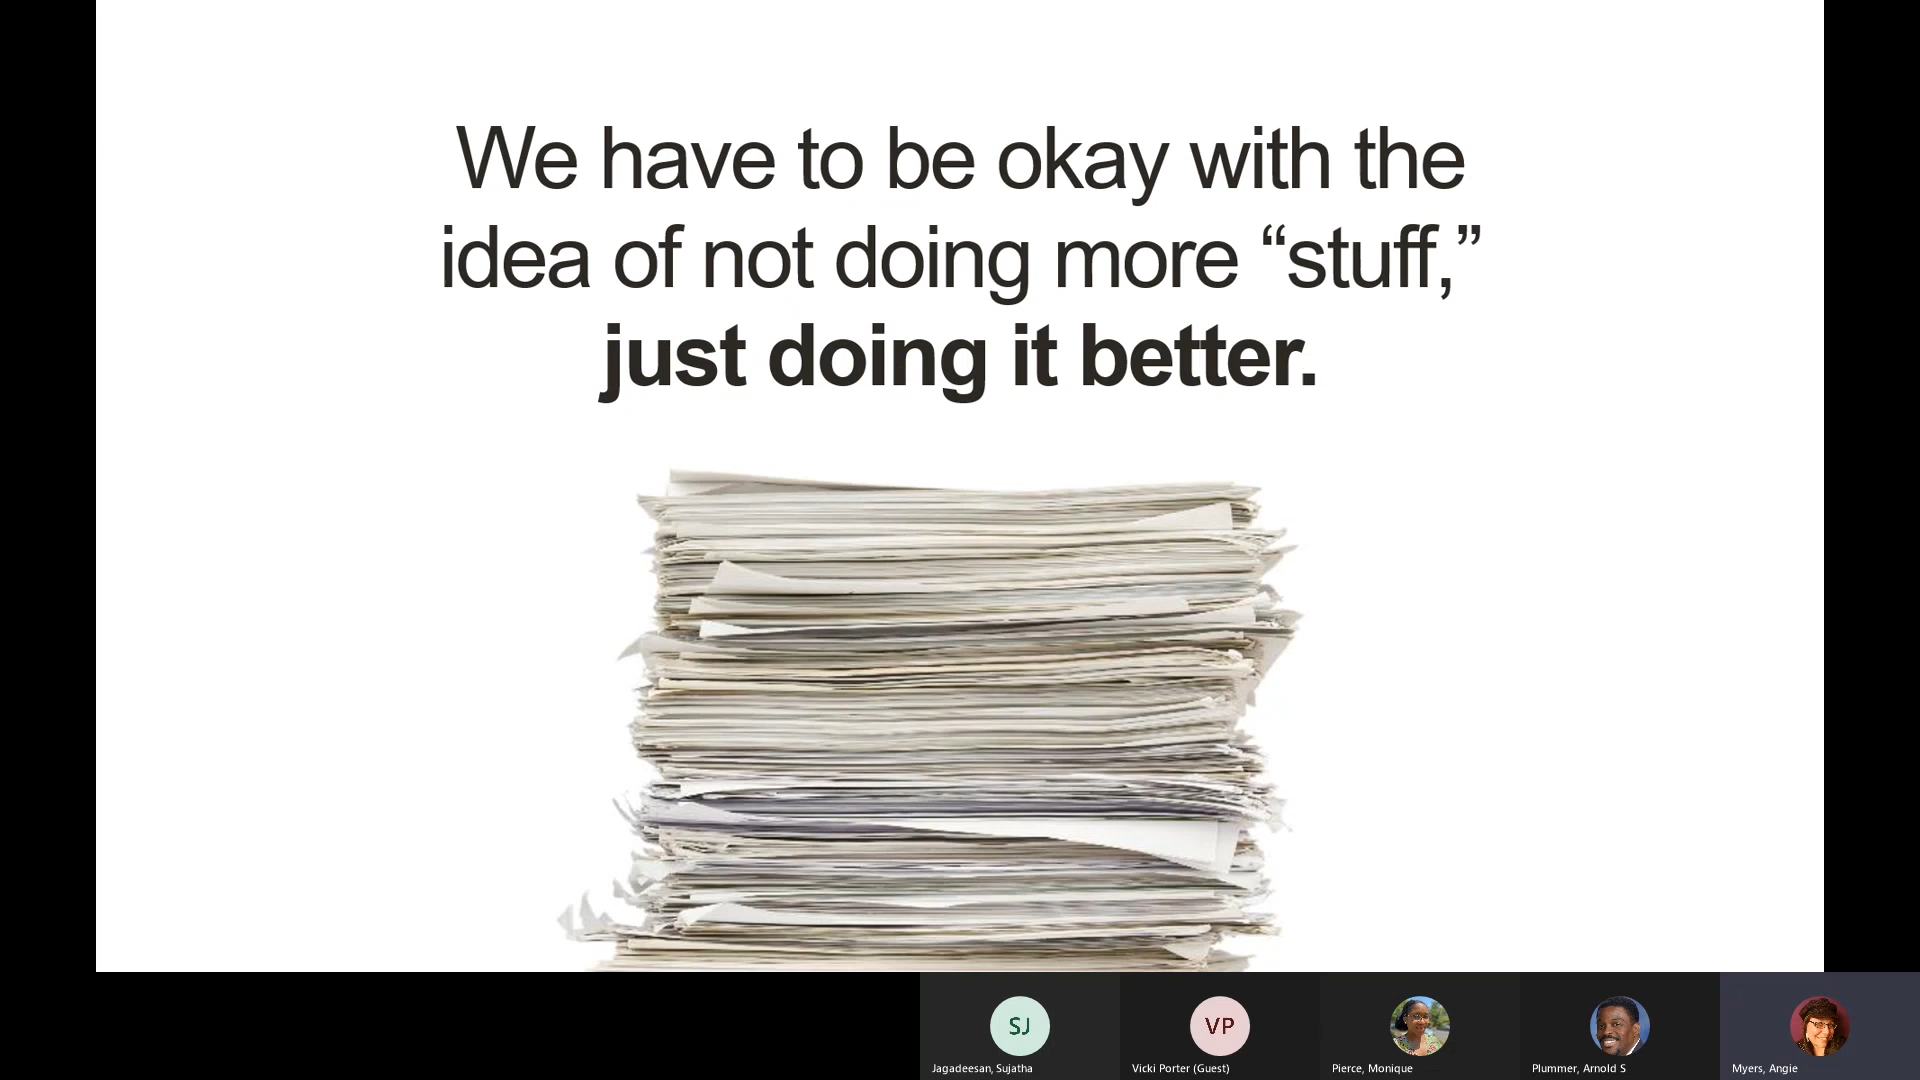 We have to be okay with the
idea of not doing more “stuff,”
just doing it better.
SJ
VP
Jagadeesan, Sujatha
Vicki Porter (Guest)
Pierce, Monique
Plummer, Arnold S
Myers, Angie